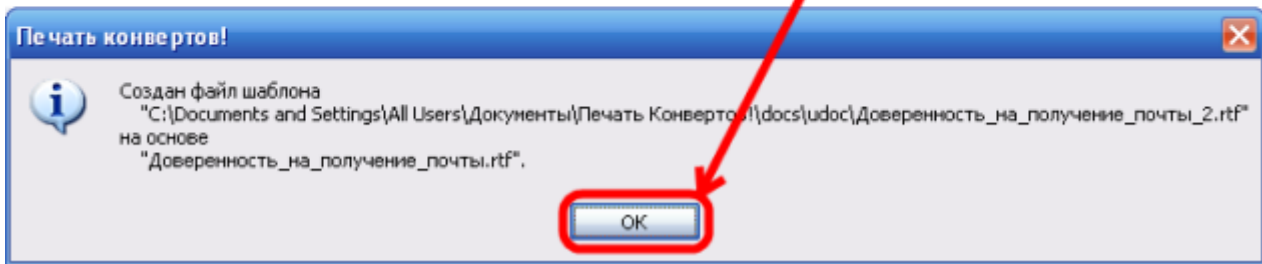 Печать конвертов!
Создан файл шаблона
"C:\Documents and Settings\All Users\Документы\Печать Конвертов!\docs\udoc\Доверенность_на_получение_почты_2.rtf"
на основе
"Доверенность_на_получение_почты.rtf".
OK